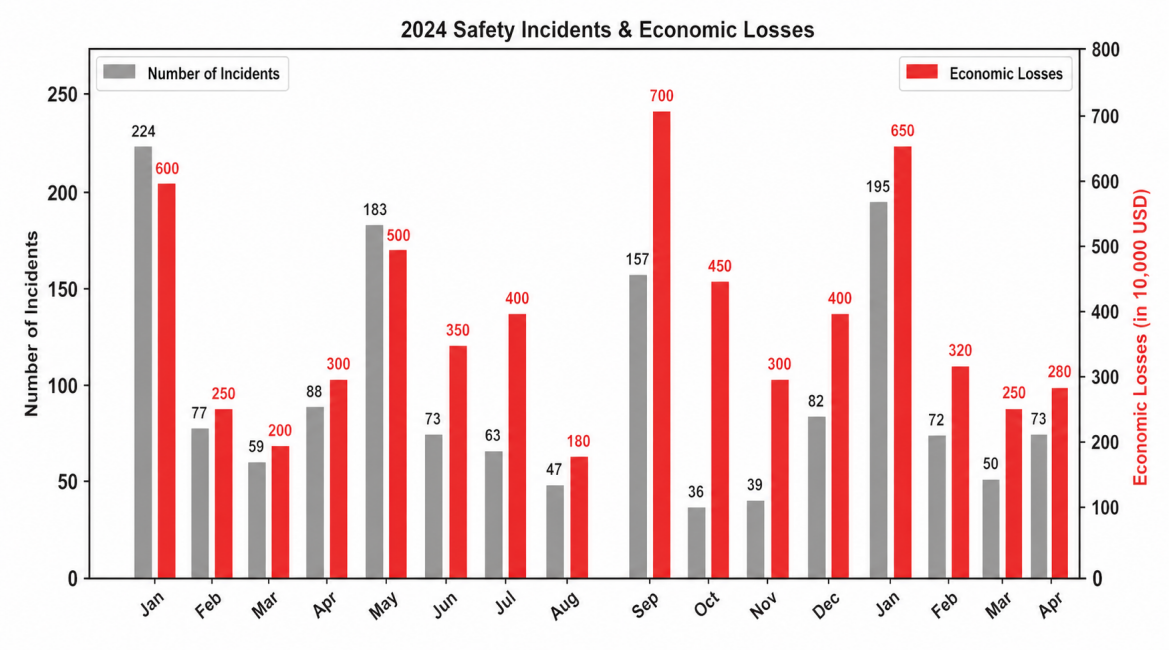 2024 Safety Incidents & Economic Losses
Number of Incidents
Economic Losses
Number of Incidents
250
200
150
100
50
0
800
700
600
500
400
300
200
100
0
Economic Losses (in 10,000 USD)
224
600
77
250
59
200
88
300
183
500
73
350
63
400
47
180
157
700
36
450
39
300
82
400
195
650
72
320
50
250
73
280
Jan
Feb
Mar
Apr
May
Jun
Jul
Aug
Sep
Oct
Nov
Dec
Jan
Feb
Mar
Apr